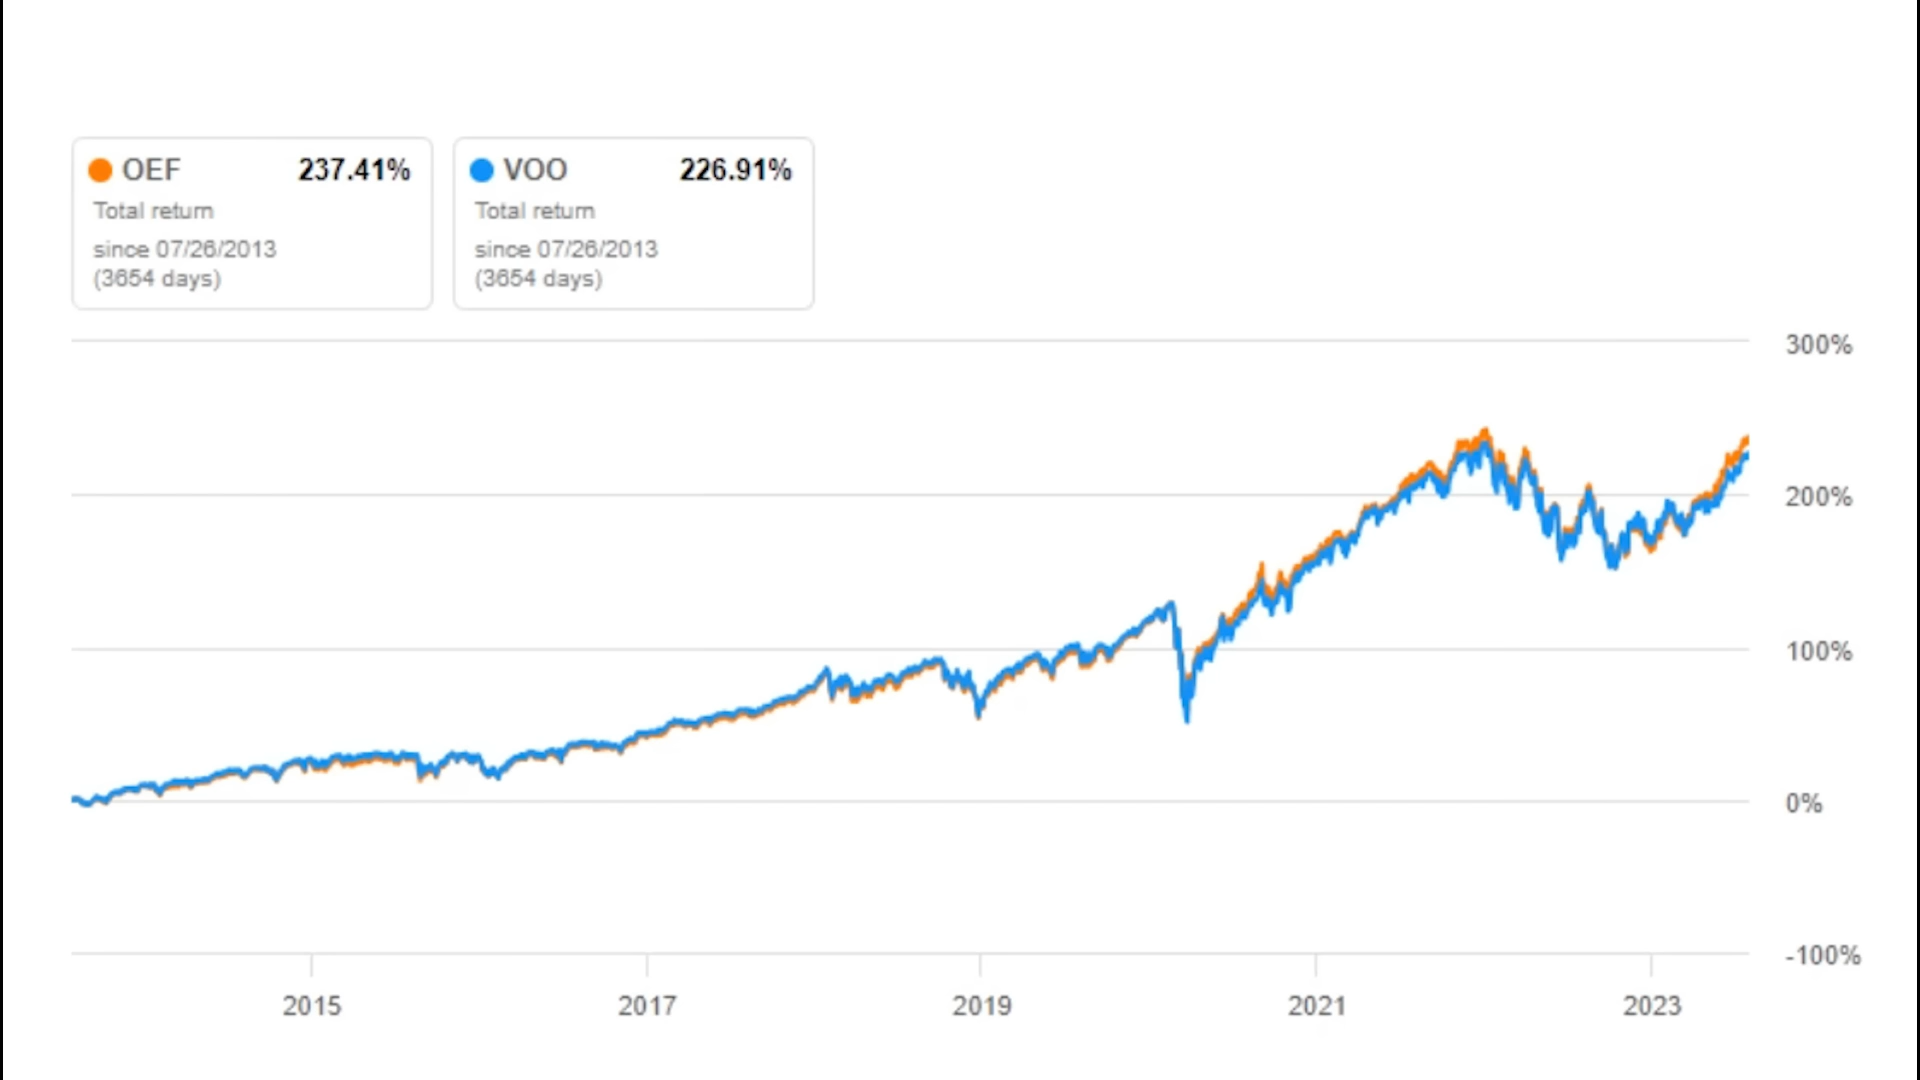 OEF 237.41%
Total return
since 07/26/2013
(3654 days)
VOO 226.91%
Total return
since 07/26/2013
(3654 days)
300%
200%
100%
0%
-100%
2015 2017 2019 2021 2023